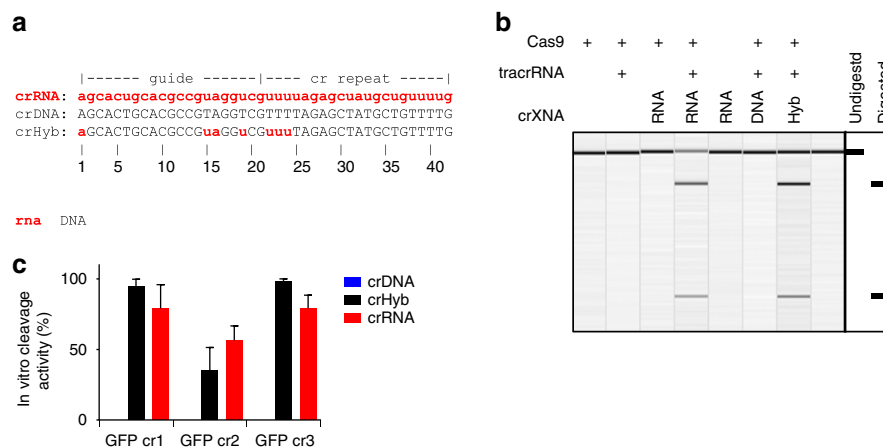 a
|------ guide ------|------ cr repeat -----|
crRNA: agcacugcacgccguaggucguuuuagagcuaugcuguuuug
crDNA: AGCACTGCACGCCGTAGGTCGTTTTAGAGCTATGCTGTTTTG
crHyb: aGCACTGCACGCCGuaGGuCGuuuTAGAGCTATGCTGTTTTG
| | | | | | | | |
1 5 10 15 20 25 30 35 40
rna DNA
b
Cas9 + + + + + +
tracrRNA + + + +
crXNA RNA RNA RNA DNA Hyb Undigestd Digested
c
In vitro cleavage
activity (%)
100
50
0
crDNA
crHyb
crRNA
GFP cr1 GFP cr2 GFP cr3